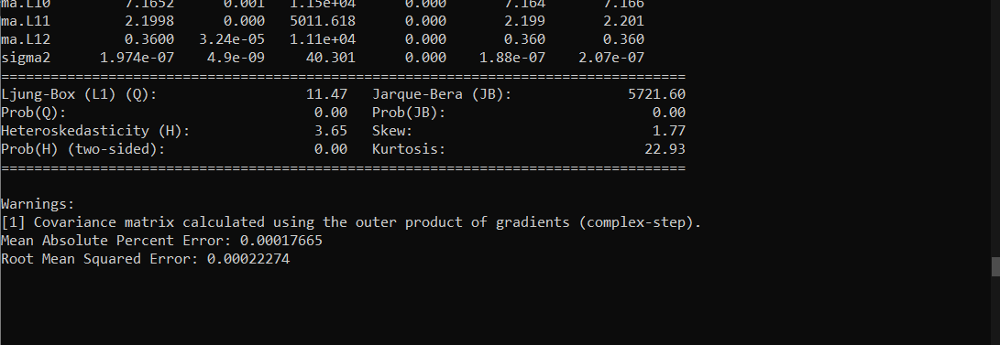 ma.L10 7.1652 0.001 1.15e+04 0.000 7.164 7.166
ma.L11 2.1998 0.000 5011.618 0.000 2.199 2.201
ma.L12 0.3600 3.24e-05 1.11e+04 0.000 0.360 0.360
sigma2 1.974e-07 4.9e-09 40.301 0.000 1.88e-07 2.07e-07
===================================================================================
Ljung-Box (L1) (Q): 11.47 Jarque-Bera (JB): 5721.60
Prob(Q): 0.00 Prob(JB): 0.00
Heteroskedasticity (H): 3.65 Skew: 1.77
Prob(H) (two-sided): 0.00 Kurtosis: 22.93
===================================================================================
Warnings:
[1] Covariance matrix calculated using the outer product of gradients (complex-step).
Mean Absolute Percent Error: 0.00017665
Root Mean Squared Error: 0.00022274